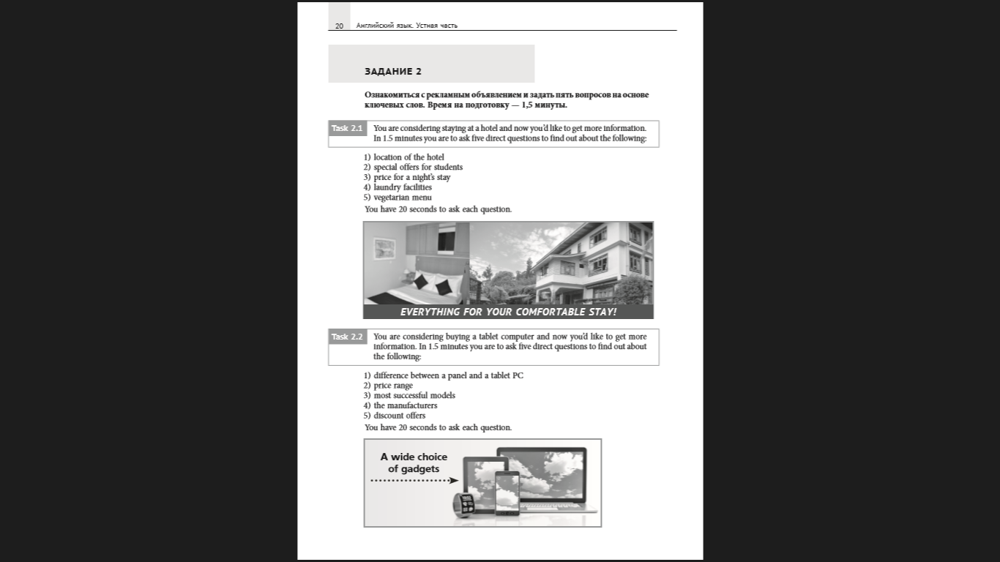 20 Английский язык. Устная часть
ЗАДАНИЕ 2
Ознакомиться с рекламным объявлением и задать пять вопросов на основе
ключевых слов. Время на подготовку — 1,5 минуты.
Task 2.1 You are considering staying at a hotel and now you'd like to get more information.
In 1.5 minutes you are to ask five direct questions to find out about the following:
1) location of the hotel
2) special offers for students
3) price for a night's stay
4) laundry facilities
5) vegetarian menu
You have 20 seconds to ask each question.
EVERYTHING FOR YOUR COMFORTABLE STAY!
Task 2.2 You are considering buying a tablet computer and now you'd like to get more
information. In 1.5 minutes you are to ask five direct questions to find out about
the following:
1) difference between a panel and a tablet PC
2) price range
3) most successful models
4) the manufacturers
5) discount offers
You have 20 seconds to ask each question.
A wide choice
of gadgets